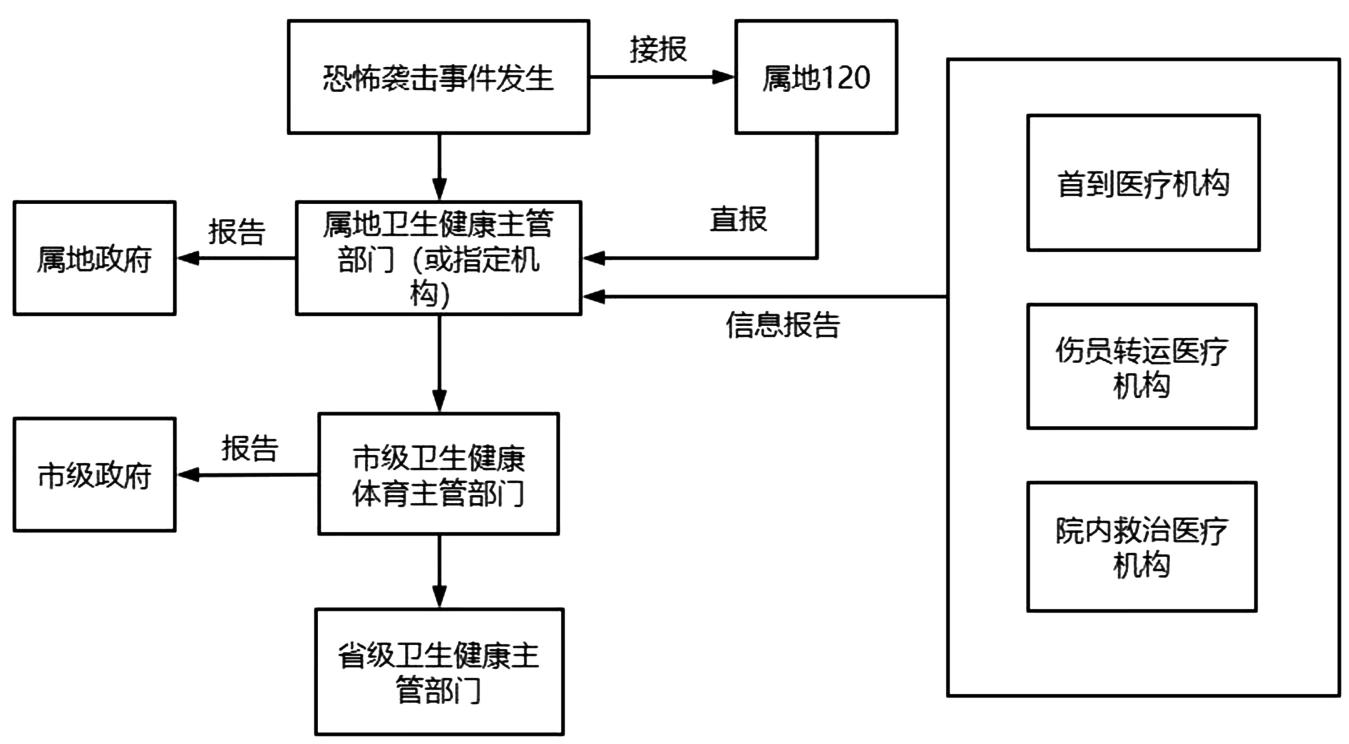 恐怖袭击事件发生
接报
属地120
首到医疗机构
属地政府
报告
属地卫生健康主管
部门（或指定机
构）
直报
信息报告
伤员转运医疗
机构
市级政府
报告
市级卫生健康
体育主管部门
院内救治医疗
机构
省级卫生健康主
管部门